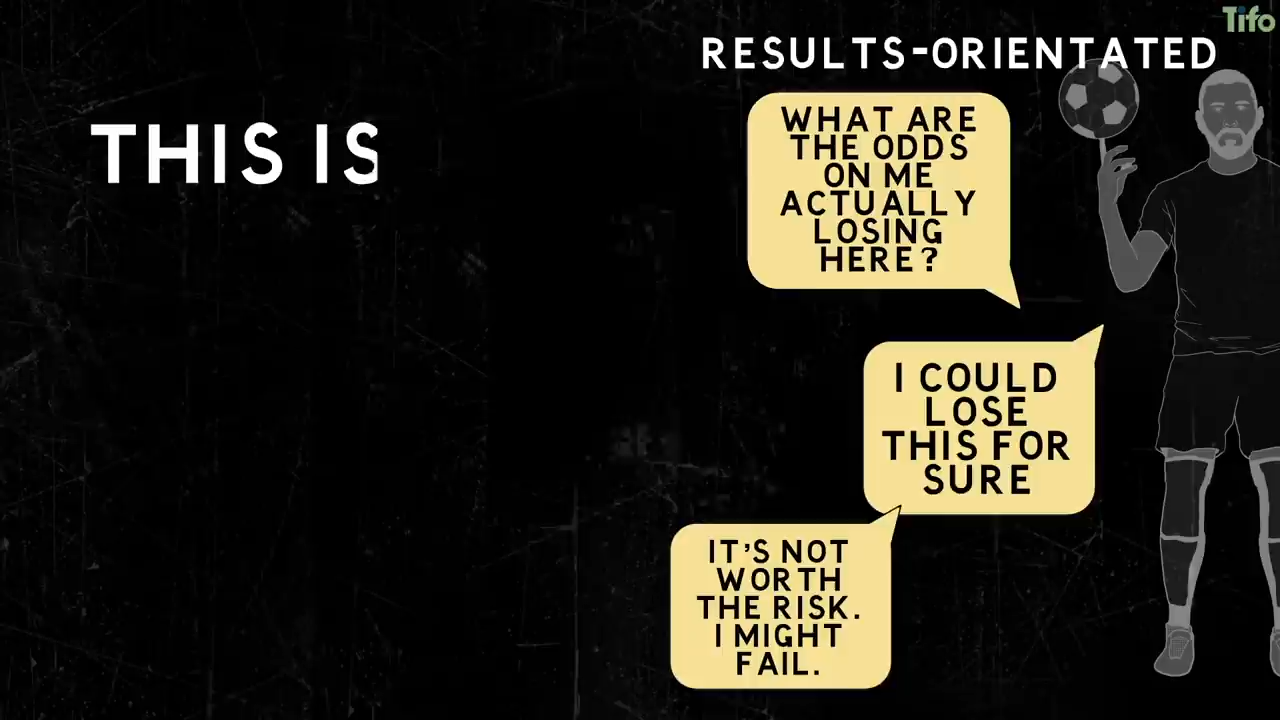 Tifo
RESULTS-ORIENTATED
THIS IS
WHAT ARE
THE ODDS
ON ME
ACTUALLY
LOSING
HERE?
I COULD
LOSE
THIS FOR
SURE
IT'S NOT
WORTH
THE RISK.
I MIGHT
FAIL.